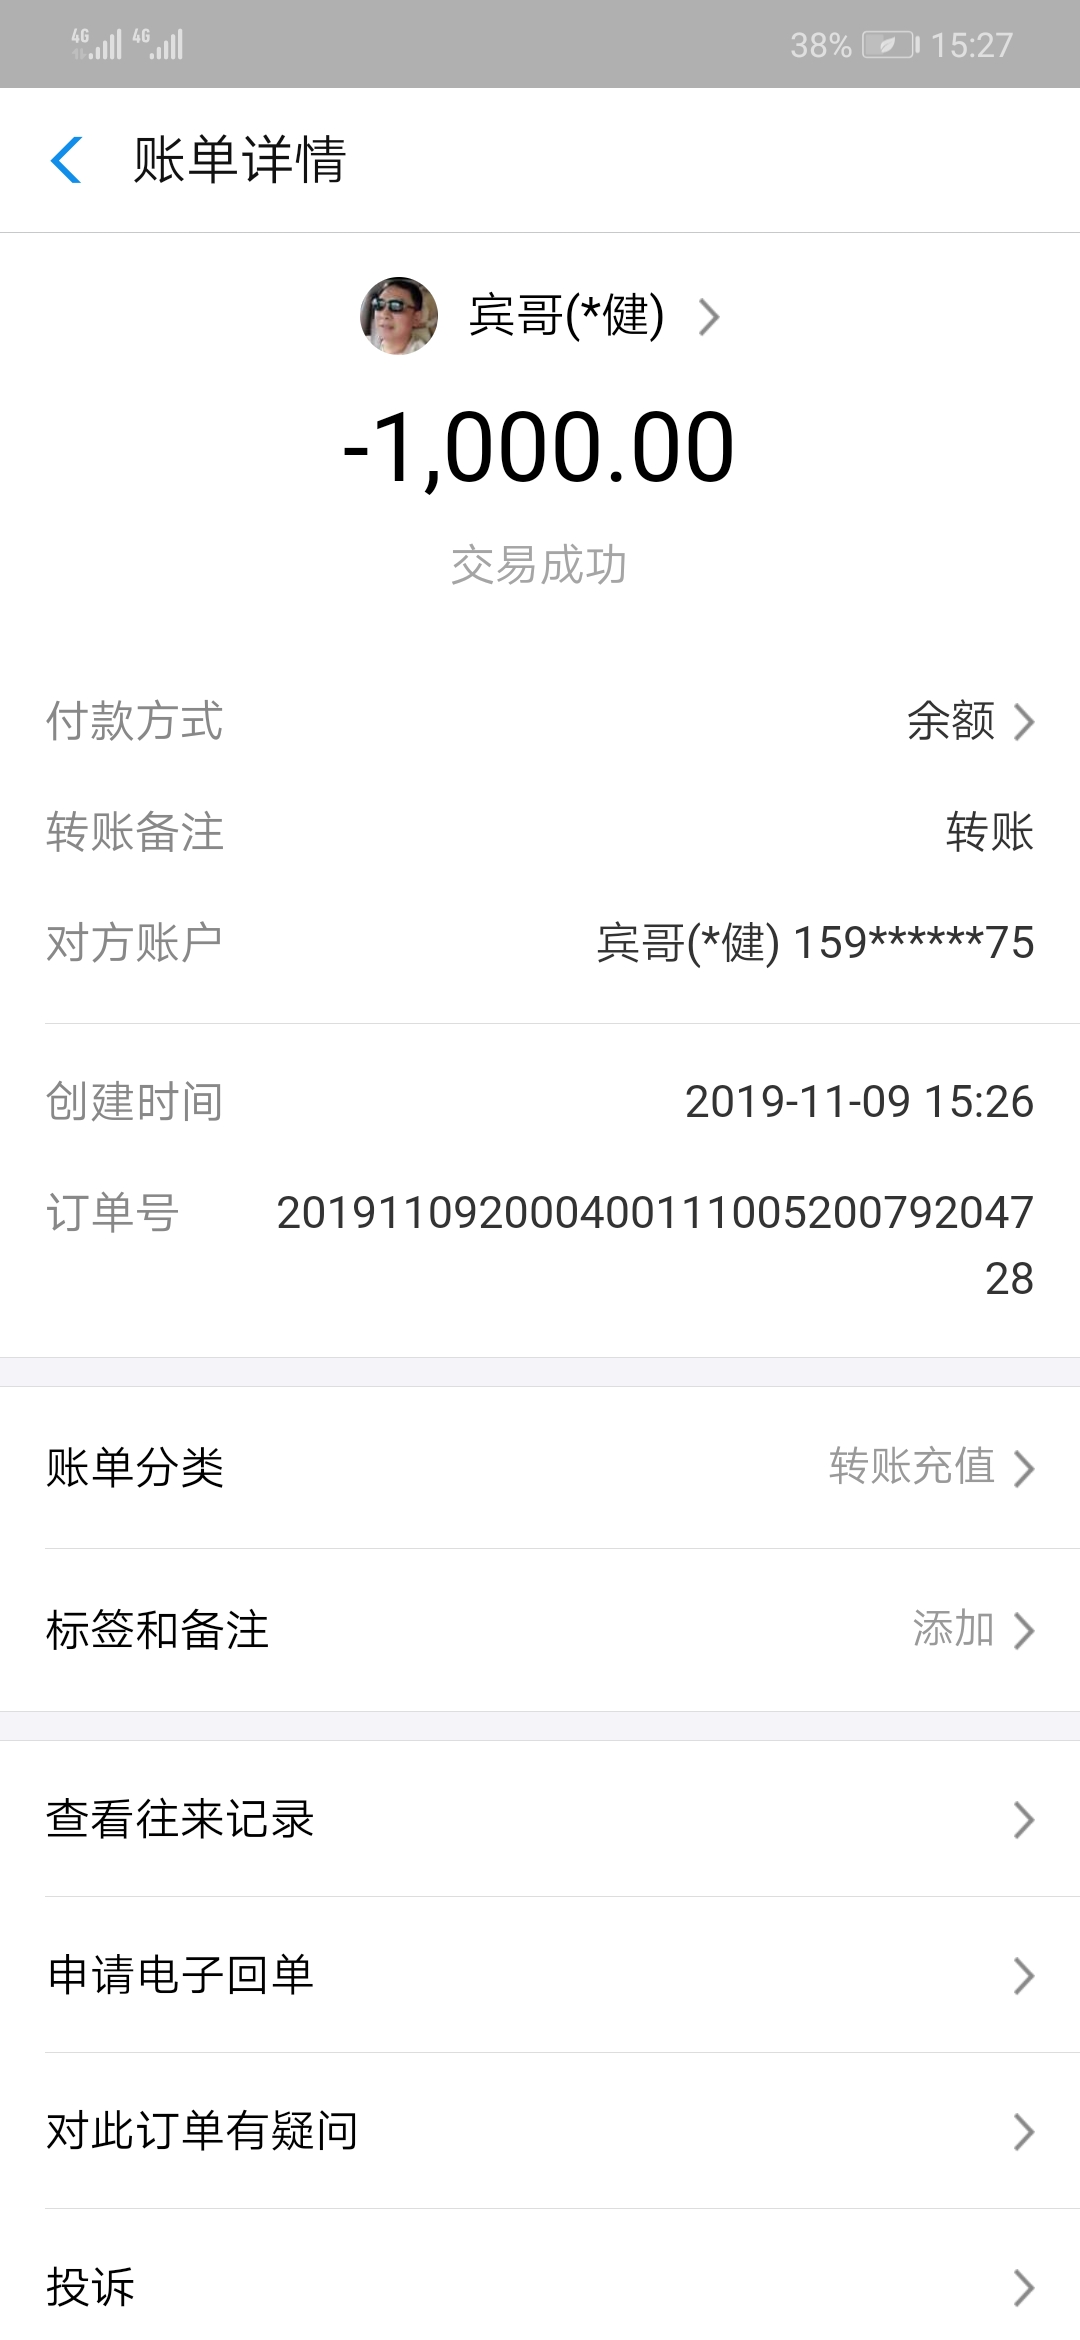 4G 4G 38% 15:27
账单详情
宾哥(*健)
-1,000.00
交易成功
付款方式 余额
转账备注 转账
对方账户 宾哥(*健) 159******75
创建时间 2019-11-09 15:26
订单号 201911092000400111005200792047
28
账单分类 转账充值
标签和备注 添加
查看往来记录
申请电子回单
对此订单有疑问
投诉